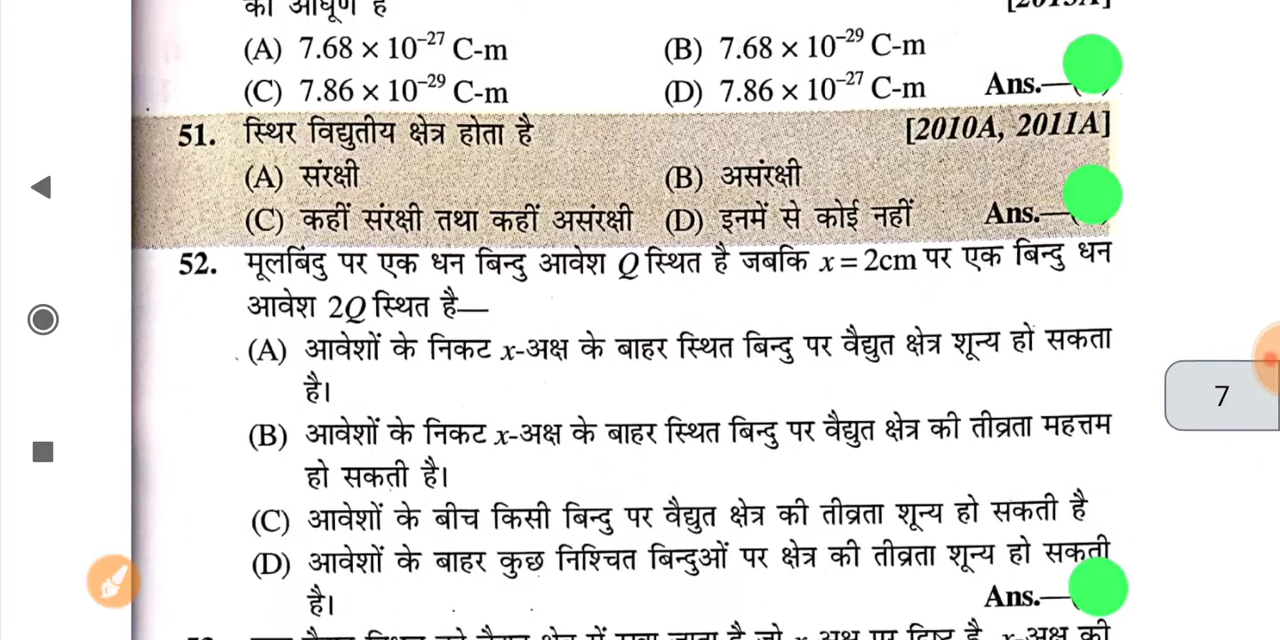 का आघूर्ण है
(A) 7.68 × 10⁻²⁷ C-m (B) 7.68 × 10⁻²⁹ C-m
(C) 7.86 × 10⁻²⁹ C-m (D) 7.86 × 10⁻²⁷ C-m Ans.—
51. स्थिर विद्युतीय क्षेत्र होता है [2010A, 2011A]
(A) संरक्षी (B) असंरक्षी
(C) कहीं संरक्षी तथा कहीं असंरक्षी (D) इनमें से कोई नहीं Ans.—
52. मूलबिंदु पर एक धन बिन्दु आवेश Q स्थित है जबकि x = 2cm पर एक बिन्दु धन
आवेश 2Q स्थित है—
(A) आवेशों के निकट x-अक्ष के बाहर स्थित बिन्दु पर वैद्युत क्षेत्र शून्य हो सकता
है।
(B) आवेशों के निकट x-अक्ष के बाहर स्थित बिन्दु पर वैद्युत क्षेत्र की तीव्रता महत्तम
हो सकती है।
(C) आवेशों के बीच किसी बिन्दु पर वैद्युत क्षेत्र की तीव्रता शून्य हो सकती है
(D) आवेशों के बाहर कुछ निश्चित बिन्दुओं पर क्षेत्र की तीव्रता शून्य हो सकती
है। Ans.—
7